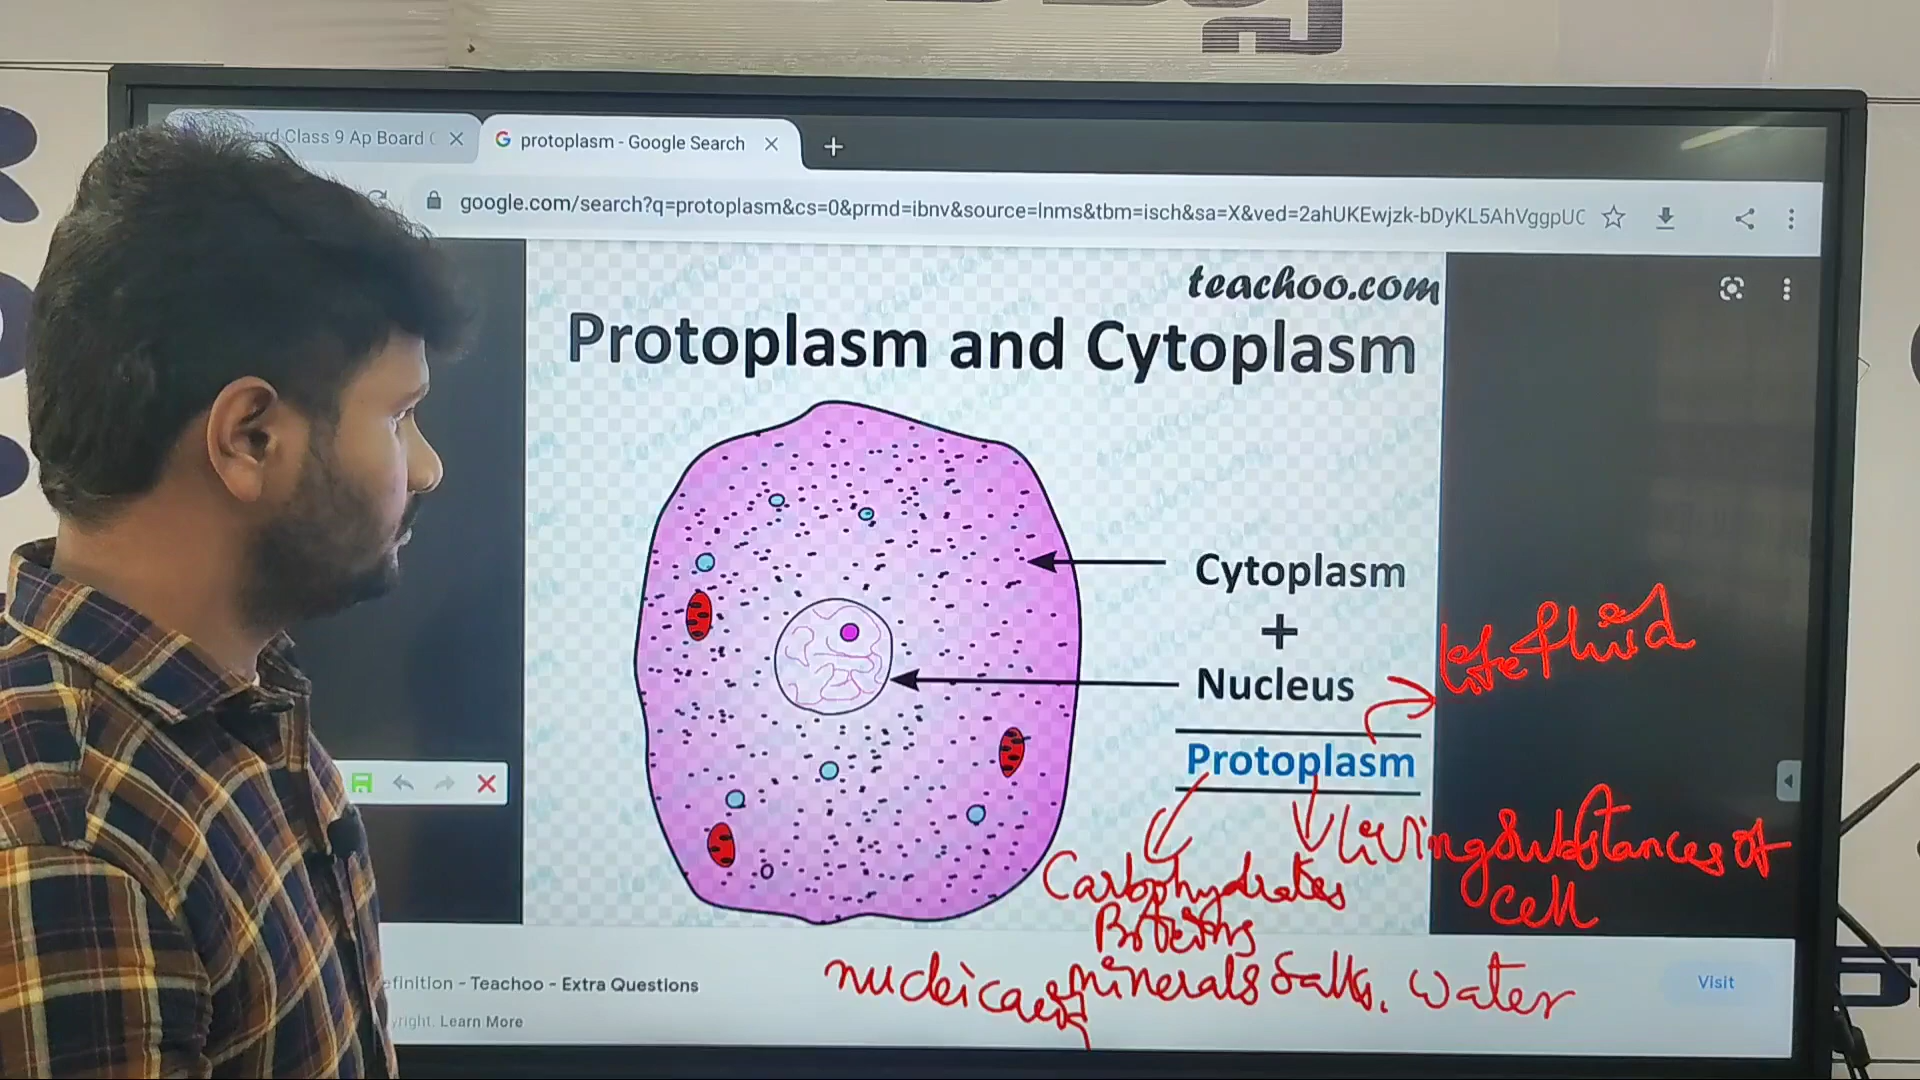 ard Class 9 Ap Board
protoplasm - Google Search
google.com/search?q=protoplasm&cs=0&prmd=ibnv&source=lnms&tbm=isch&sa=X&ved=2ahUKEwjzk-bDyKL5AhVggpUC
teachoo.com
Protoplasm and Cytoplasm
Cytoplasm
+
Nucleus
life fluid
Protoplasm
living substances of
cell
Carbohydrates
Proteins
nucleic acid minerals salts, water
efinition - Teachoo - Extra Questions
Visit
yright. Learn More